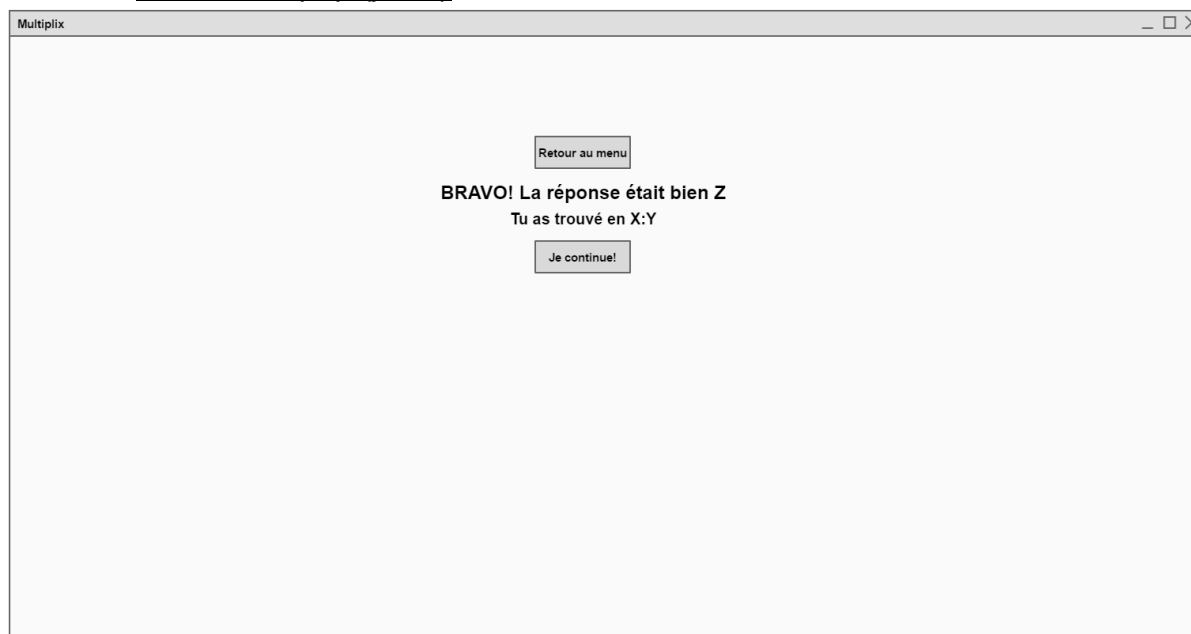 Multiplix
Retour au menu
BRAVO! La réponse était bien Z
Tu as trouvé en X:Y
Je continue!